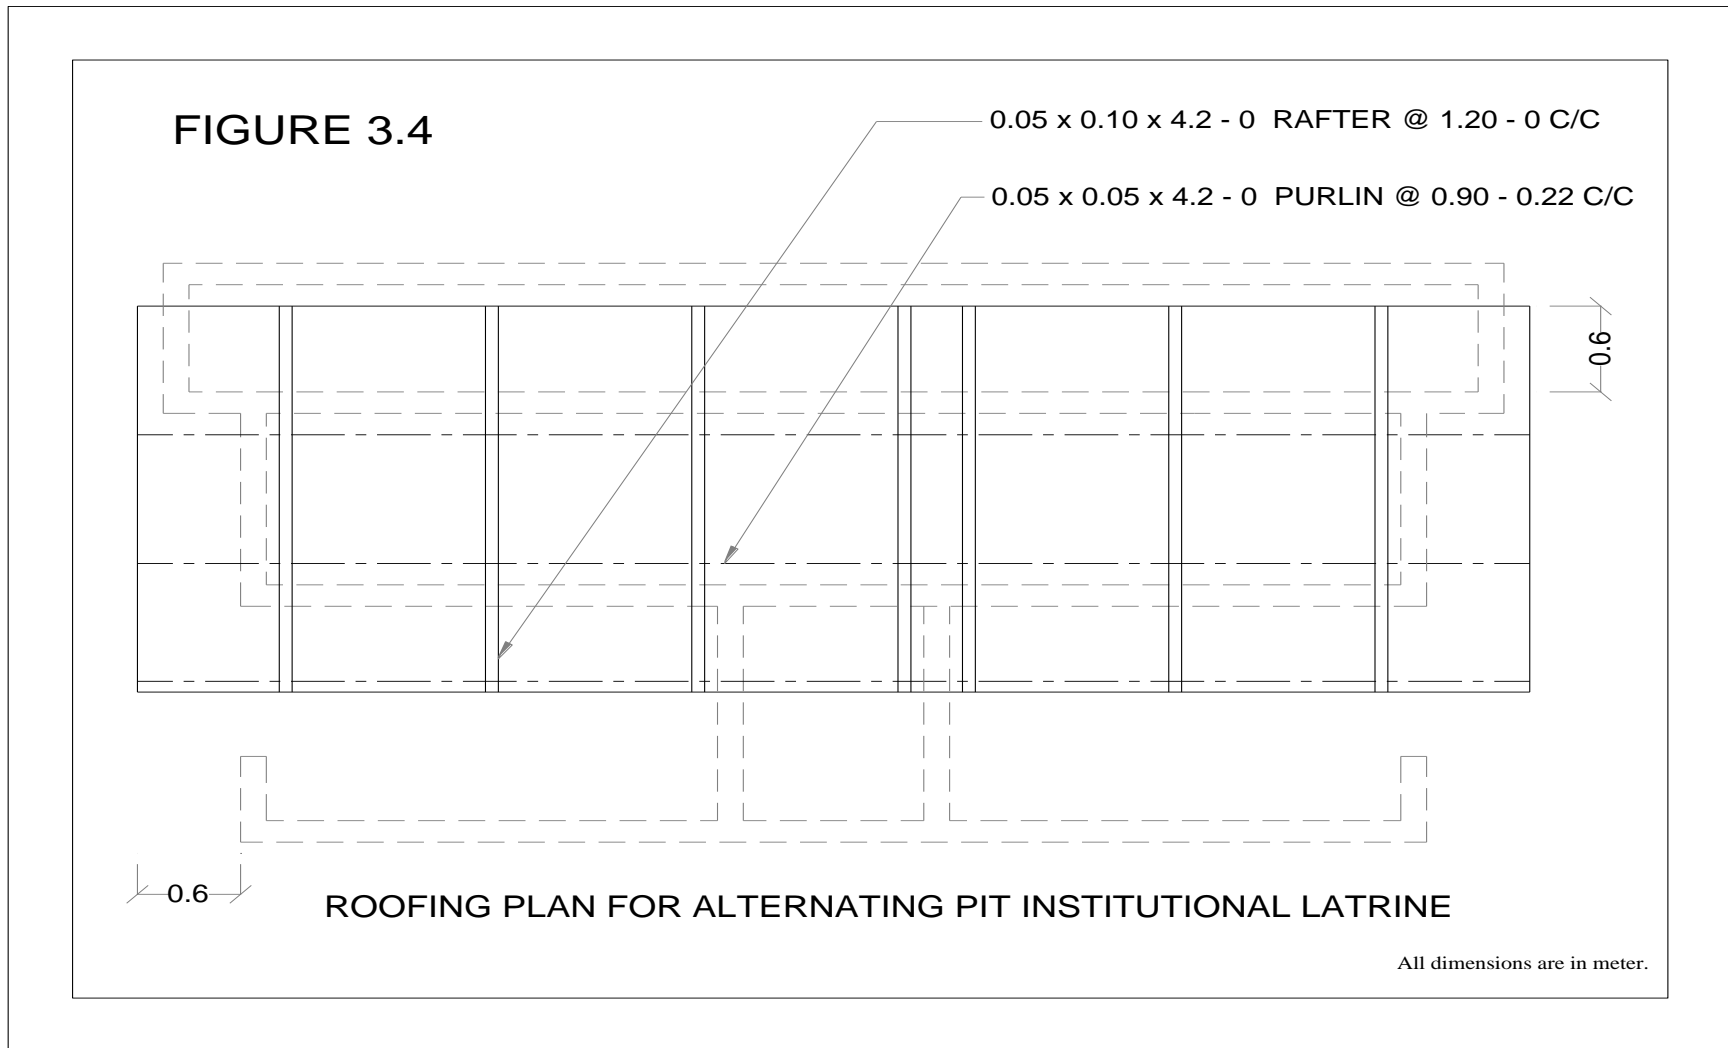 FIGURE 3.4
0.05 x 0.10 x 4.2 - 0 RAFTER @ 1.20 - 0 C/C
0.05 x 0.05 x 4.2 - 0 PURLIN @ 0.90 - 0.22 C/C
0.6
0.6
ROOFING PLAN FOR ALTERNATING PIT INSTITUTIONAL LATRINE
All dimensions are in meter.